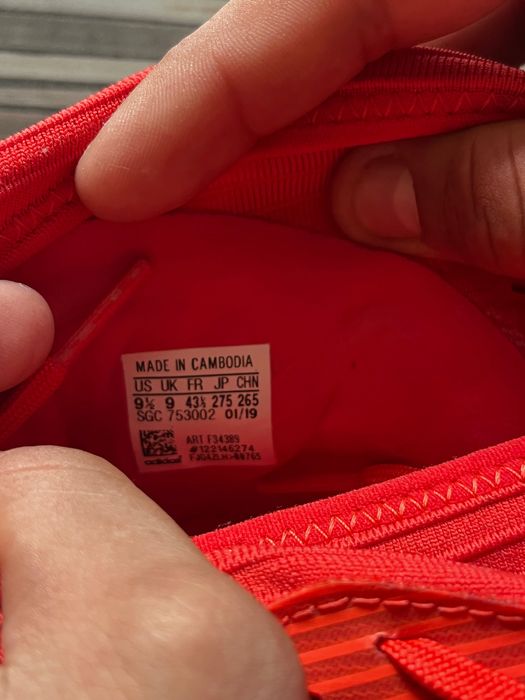 MADE IN CAMBODIA
US UK FR JP CHN
9½ 9 43⅓ 275 265
SGC 753002 01/19
ART F34389
#122146274
adidas